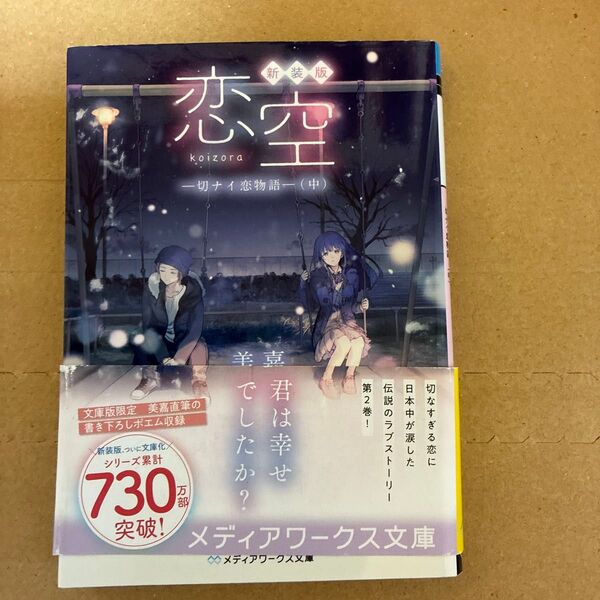 新装版
恋空
koizora
―切ナイ恋物語―(中)
君は幸せ
でしたか?
美嘉
切なすぎる恋に
日本中が涙した
伝説のラブストーリー
第2巻!
文庫版限定 美嘉直筆の
書き下ろしポエム収録
新装版、ついに文庫化
シリーズ累計
730万部
突破!
メディアワークス文庫
メディアワークス文庫